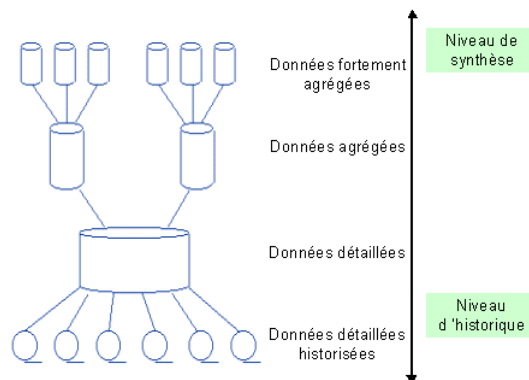 Niveau de
synthèse
Données fortement
agrégées
Données agrégées
Données détaillées
Niveau
d 'historique
Données détaillées
historisées